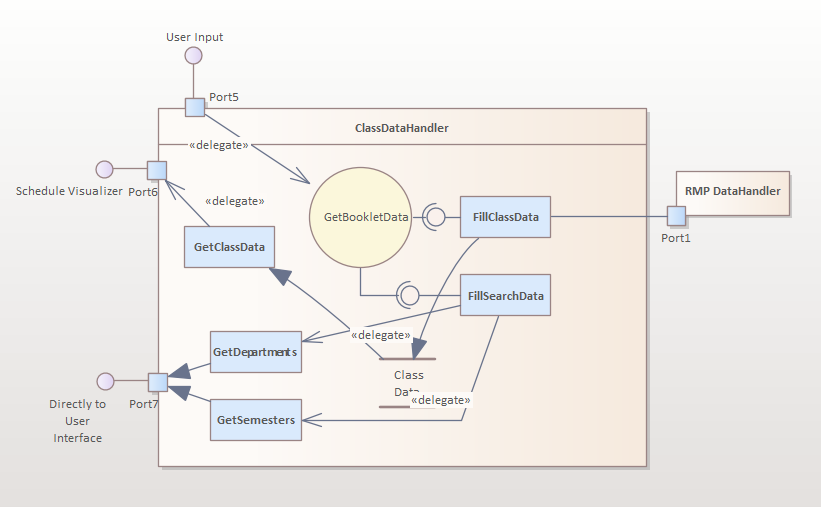 User Input
Port5
ClassDataHandler
«delegate»
Schedule Visualizer
Port6
«delegate»
RMP DataHandler
GetBookletData
FillClassData
Port1
GetClassData
FillSearchData
«delegate»
GetDepartments
Class
Data
«delegate»
Port7
Directly to
User
Interface
GetSemesters